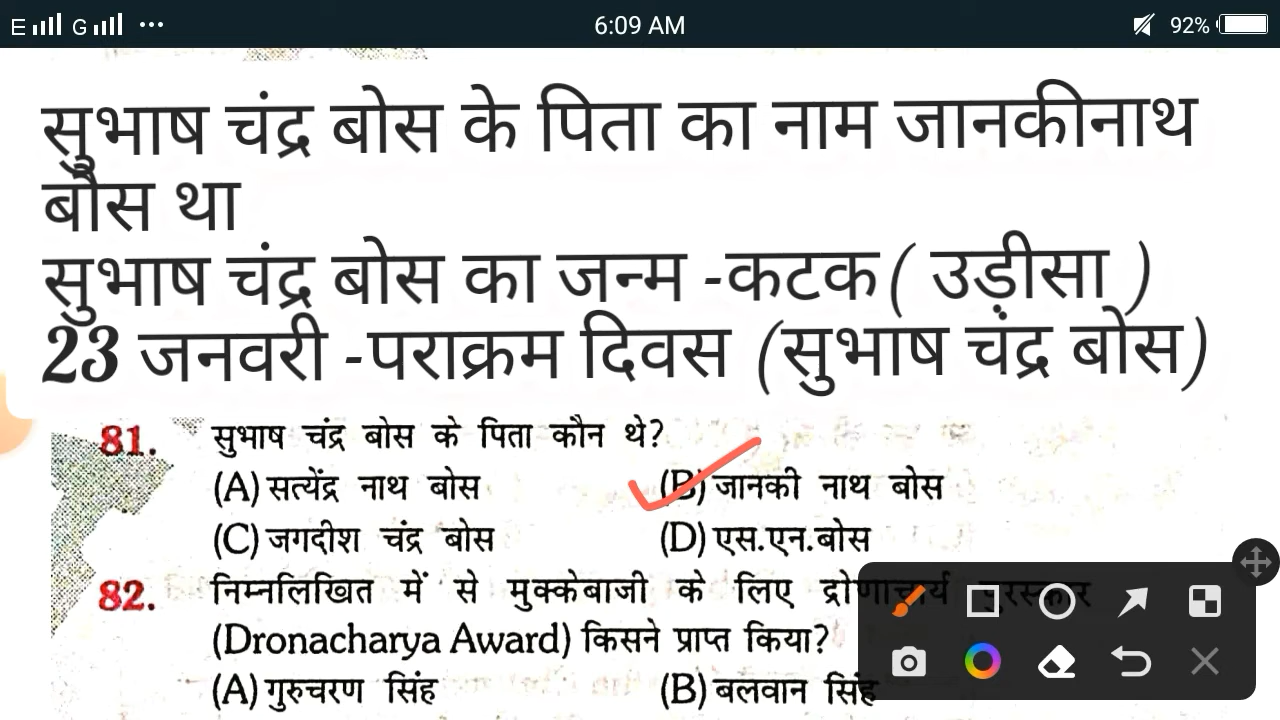 E G ... 6:09 AM 92%
सुभाष चंद्र बोस के पिता का नाम जानकीनाथ
बोस था
सुभाष चंद्र बोस का जन्म -कटक( उड़ीसा )
23 जनवरी -पराक्रम दिवस (सुभाष चंद्र बोस)
81. सुभाष चंद्र बोस के पिता कौन थे?
(A) सत्येंद्र नाथ बोस (B) जानकी नाथ बोस
(C) जगदीश चंद्र बोस (D) एस.एन.बोस
82. निम्नलिखित में से मुक्केबाजी के लिए द्रोणाचार्य पुरस्कार
(Dronacharya Award) किसने प्राप्त किया?
(A) गुरुचरण सिंह (B) बलवान सिंह